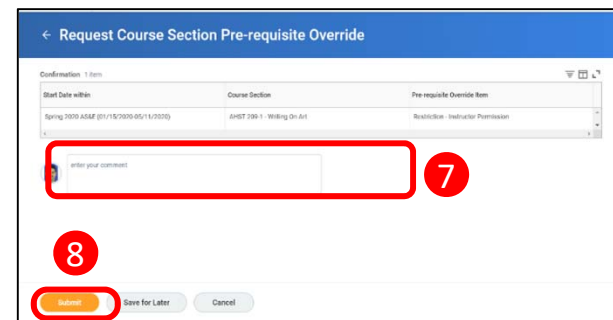 ← Request Course Section Pre-requisite Override
Confirmation 1 item
Start Date within Course Section Pre-requisite Override Item
Spring 2020 AS&E (01/15/2020-05/11/2020) AHST 208-1 - Writing On Art Restriction - Instructor Permission
enter your comment
7
8
Submit Save for Later Cancel